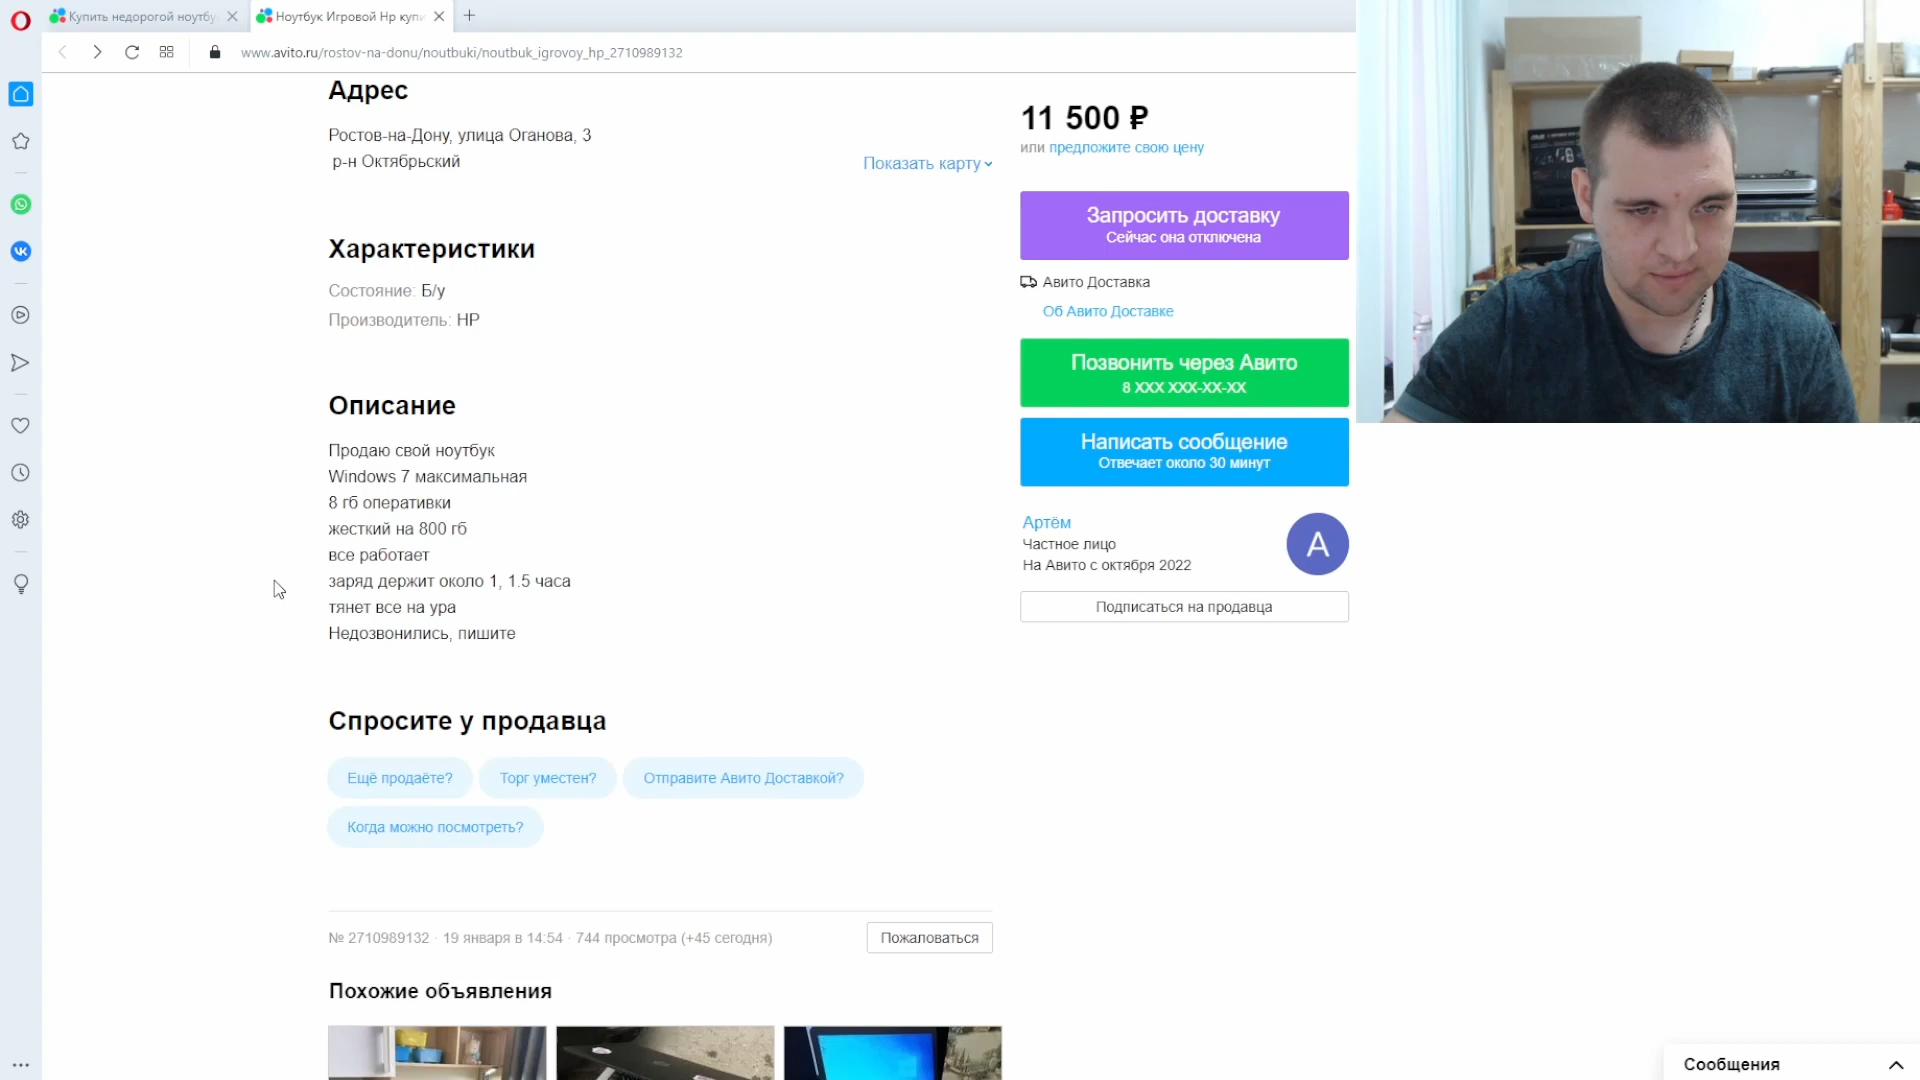 Купить недорогой ноутбу
Ноутбук Игровой Hp купи
www.avito.ru/rostov-na-donu/noutbuki/noutbuk_igrovoy_hp_2710989132
Адрес
Ростов-на-Дону, улица Оганова, 3
р-н Октябрьский
Показать карту
Характеристики
Состояние: Б/у
Производитель: HP
Описание
Продаю свой ноутбук
Windows 7 максимальная
8 гб оперативки
жесткий на 800 гб
все работает
заряд держит около 1, 1.5 часа
тянет все на ура
Недозвонились, пишите
Спросите у продавца
Ещё продаёте?
Торг уместен?
Отправите Авито Доставкой?
Когда можно посмотреть?
№ 2710989132 · 19 января в 14:54 · 744 просмотра (+45 сегодня)
Пожаловаться
Похожие объявления
11 500 ₽
или предложите свою цену
Запросить доставку
Сейчас она отключена
Авито Доставка
Об Авито Доставке
Позвонить через Авито
8 XXX XXX-XX-XX
Написать сообщение
Отвечает около 30 минут
Артём
Частное лицо
На Авито с октября 2022
А
Подписаться на продавца
Сообщения